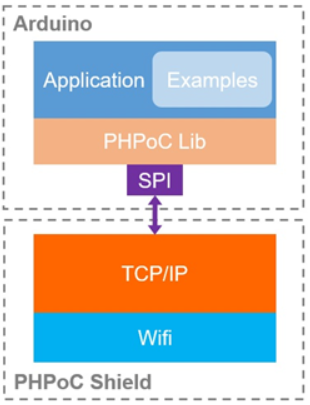 Arduino
Application Examples
PHPoC Lib
SPI
TCP/IP
Wifi
PHPoC Shield